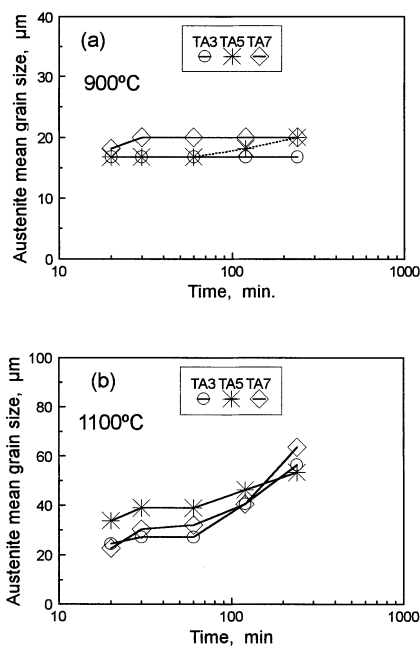 40
(a)
TA3 TA5 TA7
900ºC
30
20
10
0
10
100
1000
Austenite mean grain size, µm
Time, min.
100
(b)
TA3 TA5 TA7
1100ºC
80
60
40
20
0
10
100
1000
Austenite mean grain size, µm
Time, min